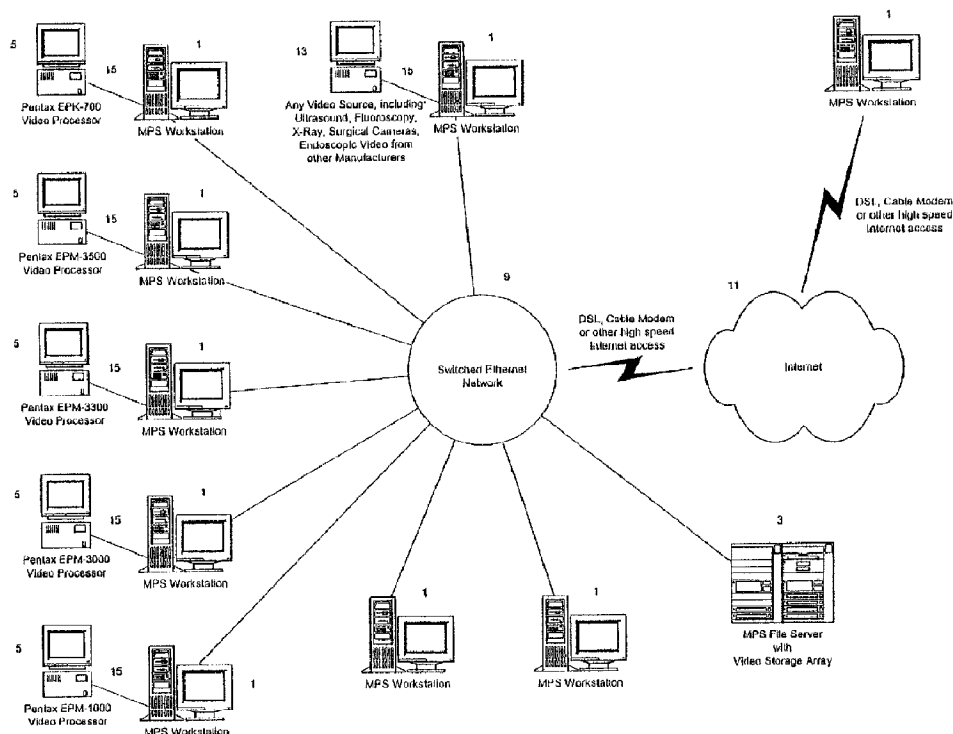 5
15
1
Pentax EPK-700
Video Processor
MPS Workstation
13
15
1
Any Video Source, including
Ultrasound, Fluoroscopy,
X-Ray, Surgical Cameras,
Endoscopic Video from
other Manufacturers
MPS Workstation
1
MPS Workstation
DSL, Cable Modem
or other high speed
Internet access
5
15
1
Pentax EPM-3500
Video Processor
MPS Workstation
9
Switched Ethernet
Network
DSL, Cable Modem
or other high speed
Internet access
11
Internet
5
15
1
Pentax EPM-3300
Video Processor
MPS Workstation
5
15
1
Pentax EPM-3000
Video Processor
MPS Workstation
3
MPS File Server
with
Video Storage Array
5
15
1
Pentax EPM-1000
Video Processor
MPS Workstation
1
MPS Workstation
1
MPS Workstation